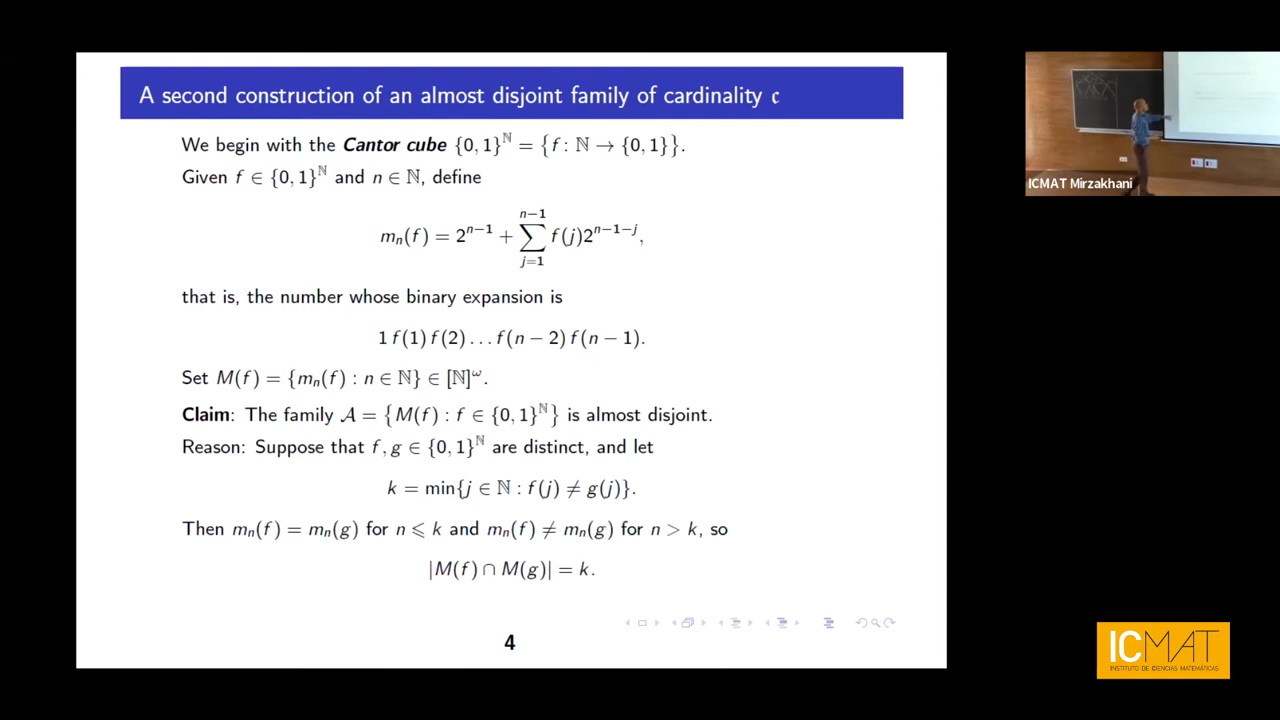 A second construction of an almost disjoint family of cardinality 𝔠
We begin with the Cantor cube {0, 1}^ℕ = {f : ℕ → {0, 1}}.
Given f ∈ {0, 1}^ℕ and n ∈ ℕ, define
m_n(f) = 2^{n−1} + ∑_{j=1}^{n−1} f(j)2^{n−1−j},
that is, the number whose binary expansion is
1 f(1) f(2) . . . f(n − 2) f(n − 1).
Set M(f) = {m_n(f) : n ∈ ℕ} ∈ [ℕ]^ω.
Claim: The family 𝒜 = {M(f) : f ∈ {0, 1}^ℕ} is almost disjoint.
Reason: Suppose that f, g ∈ {0, 1}^ℕ are distinct, and let
k = min{j ∈ ℕ : f(j) ≠ g(j)}.
Then m_n(f) = m_n(g) for n ⩽ k and m_n(f) ≠ m_n(g) for n > k, so
|M(f) ∩ M(g)| = k.
4
ICMAT Mirzakhani
ICMAT
INSTITUTO DE CIENCIAS MATEMÁTICAS